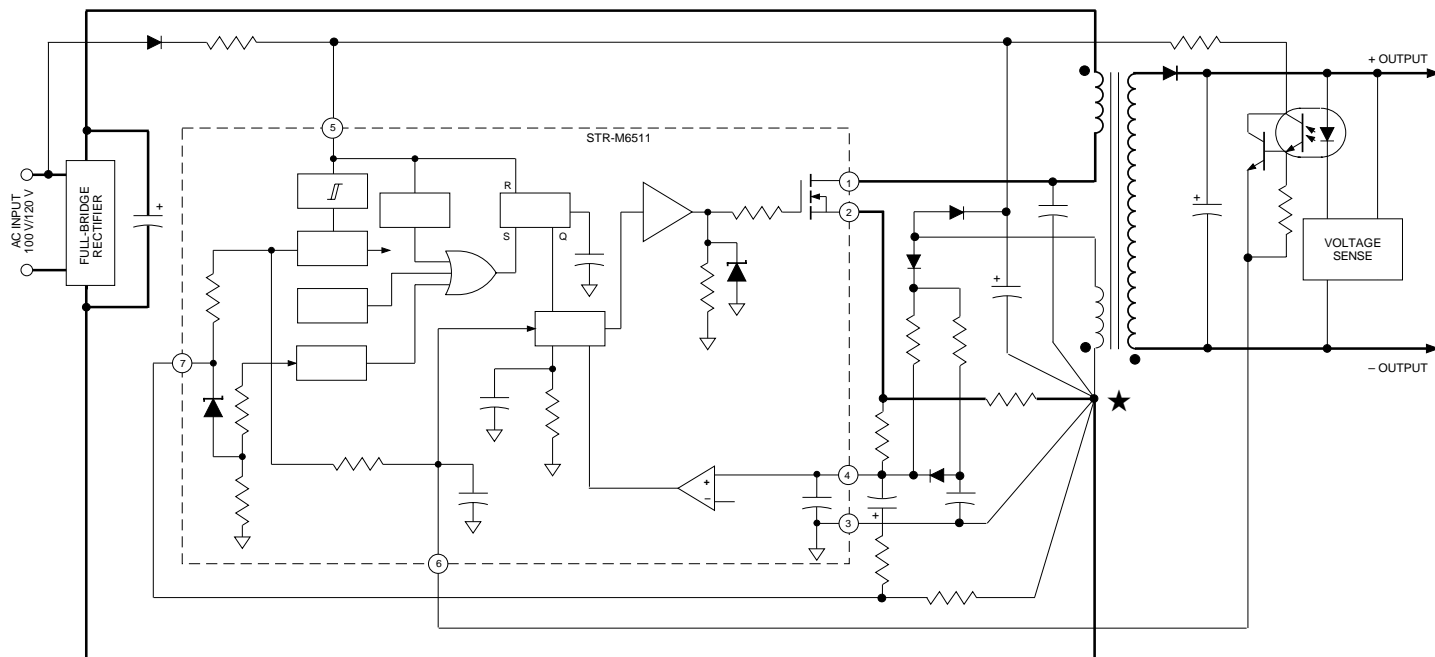 + OUTPUT
5
STR-M6511
AC INPUT
100 V/120 V
FULL-BRIDGE
RECTIFIER
+
R
S
Q
1
2
+
+
VOLTAGE
SENSE
7
– OUTPUT
4
+
–
3
+
6